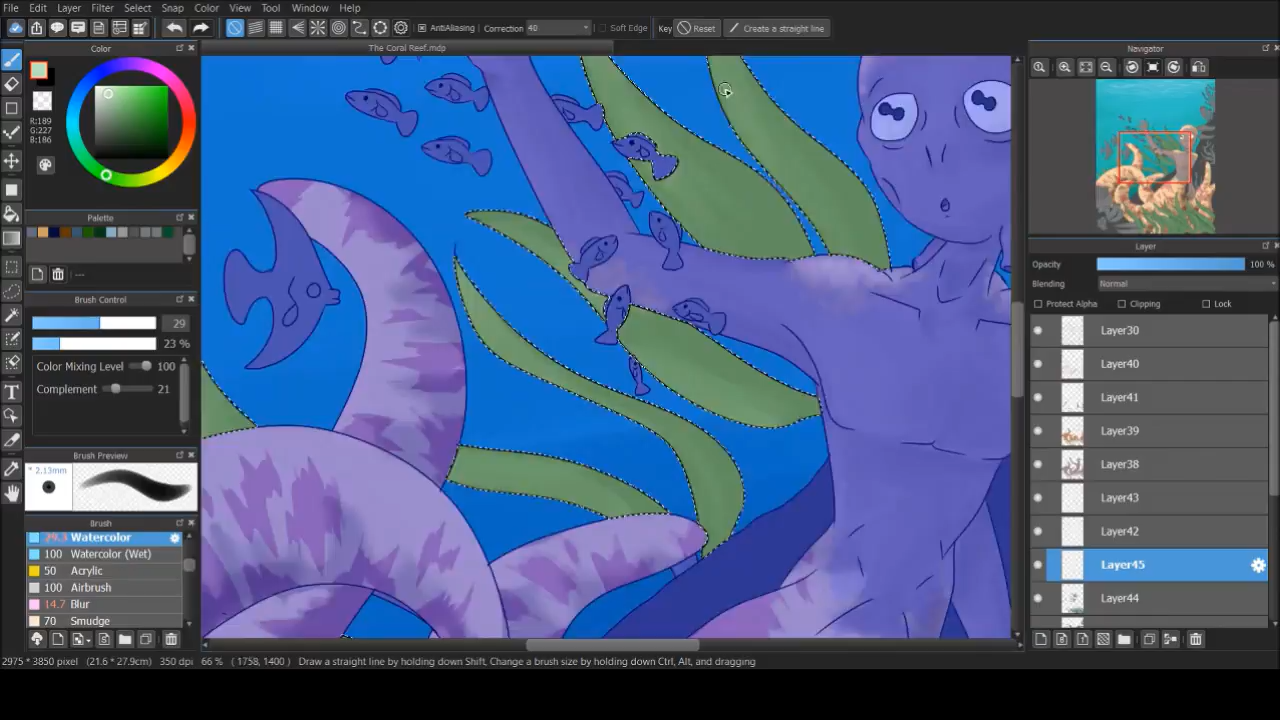 File Edit Layer Filter Select Snap Color Tool Window Help
AntiAliasing Correction 40 Soft Edge Key Reset Create a straight line
Color
The Coral Reef.mdp
Navigator
R:189
G:227
B:186
Palette
---
Brush Control
29
23 %
Color Mixing Level 100
Complement 21
Brush Preview
* 2.13mm
Brush
29.3 Watercolor
100 Watercolor (Wet)
50 Acrylic
100 Airbrush
14.7 Blur
70 Smudge
Layer
Opacity 100 %
Blending Normal
Protect Alpha Clipping Lock
Layer30
Layer40
Layer41
Layer39
Layer38
Layer43
Layer42
Layer45
Layer44
2975 * 3850 pixel (21.6 * 27.9cm) 350 dpi 66 % ( 1758, 1400 ) Draw a straight line by holding down Shift, Change a brush size by holding down Ctrl, Alt, and dragging